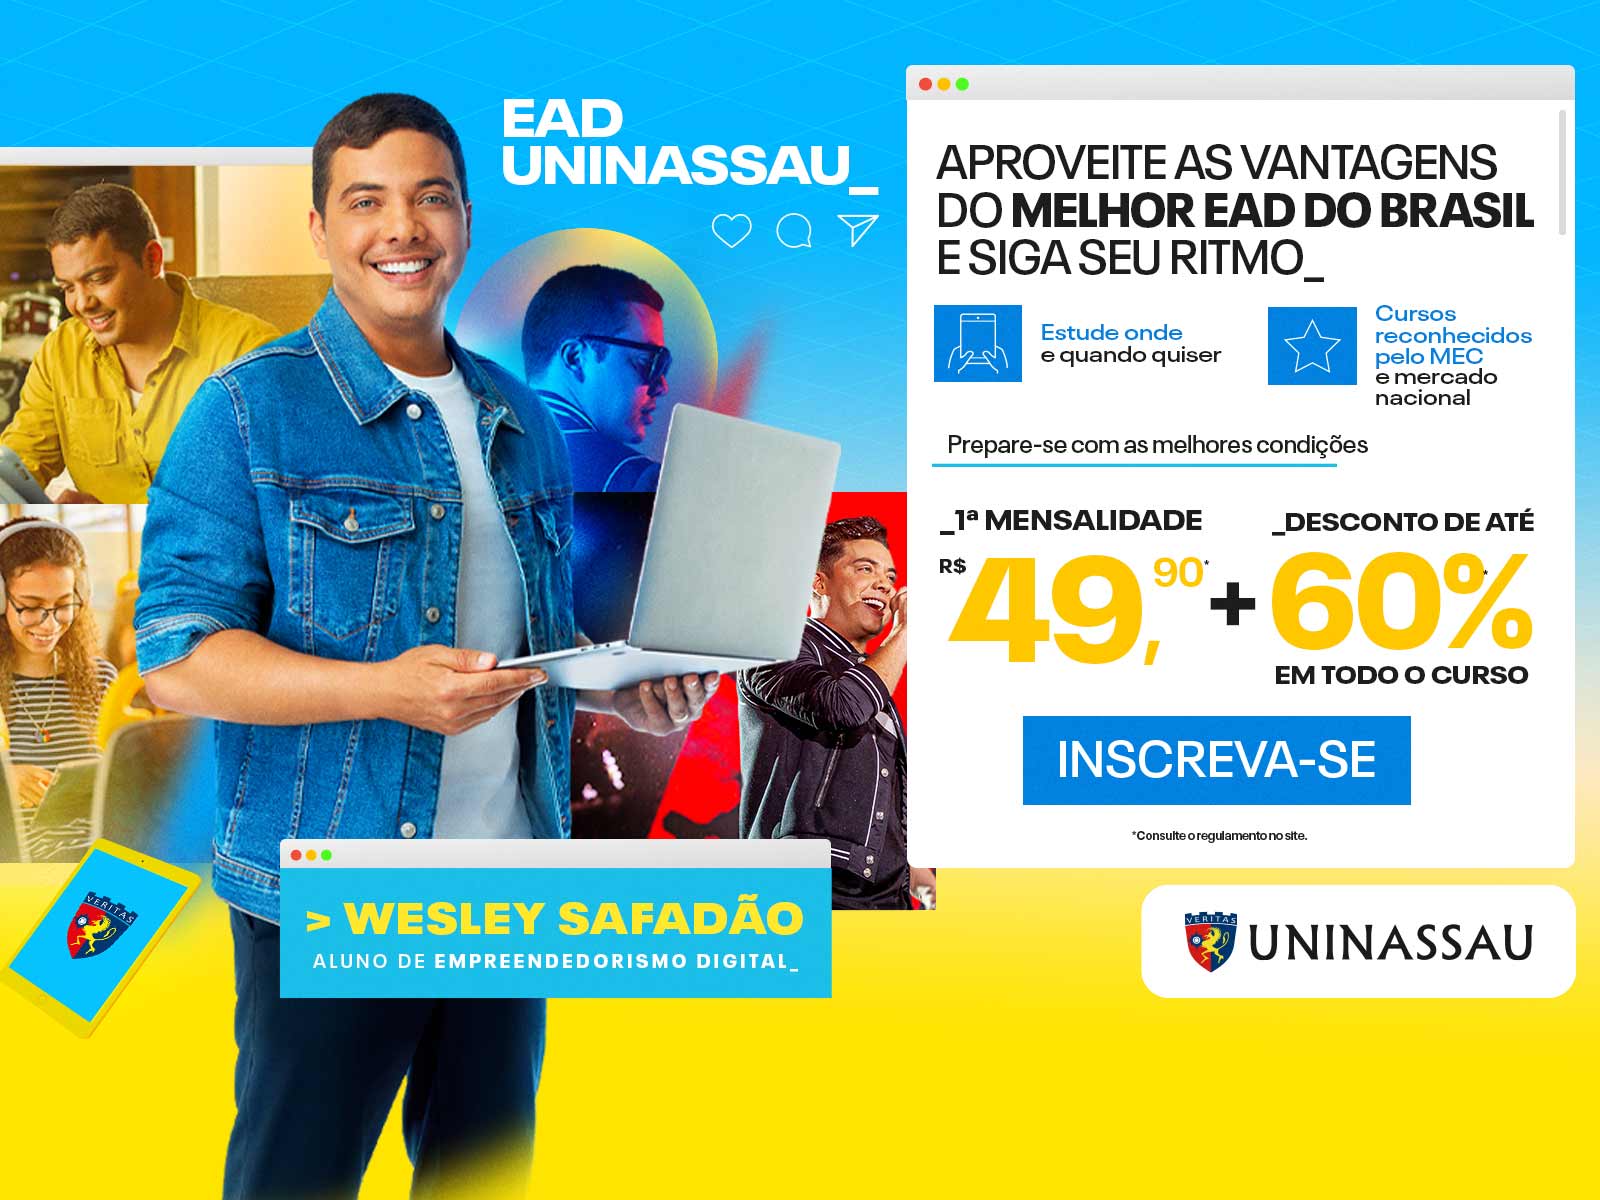 EAD
UNINASSAU_
APROVEITE AS VANTAGENS
DO MELHOR EAD DO BRASIL
E SIGA SEU RITMO_
Estude onde
e quando quiser
Cursos
reconhecidos
pelo MEC
e mercado
nacional
Prepare-se com as melhores condições
_1ª MENSALIDADE
R$ 49,90*
+
_DESCONTO DE ATÉ
60%*
EM TODO O CURSO
INSCREVA-SE
*Consulte o regulamento no site.
> WESLEY SAFADÃO
ALUNO DE EMPREENDEDORISMO DIGITAL_
VERITAS
VERITAS
UNINASSAU